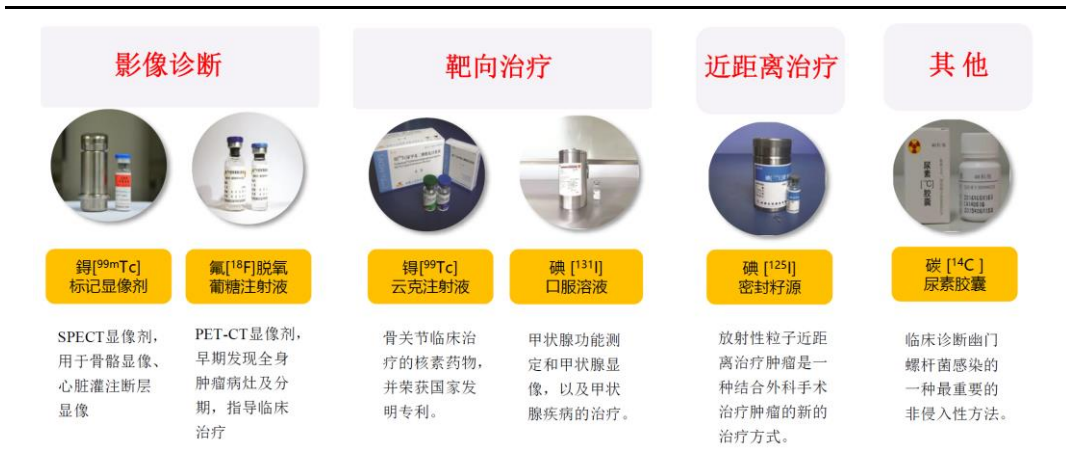 影像诊断
靶向治疗
近距离治疗
其 他
锝[99mTc]
标记显像剂
氟[18F]脱氧
葡糖注射液
锝[99Tc]
云克注射液
碘 [131I]
口服溶液
碘 [125I]
密封籽源
碳 [14C ]
尿素胶囊
SPECT显像剂，
用于骨骼显像、
心脏灌注断层
显像
PET-CT显像剂，
早期发现全身
肿瘤病灶及分
期，指导临床
治疗
骨关节临床治
疗的核素药物，
并荣获国家发
明专利。
甲状腺功能测
定和甲状腺显
像，以及甲状
腺疾病的治疗。
放射性粒子近距
离治疗肿瘤是一
种结合外科手术
治疗肿瘤的新的
治疗方式。
临床诊断幽门
螺杆菌感染的
一种最重要的
非侵入性方法。
尿素[14C]胶囊